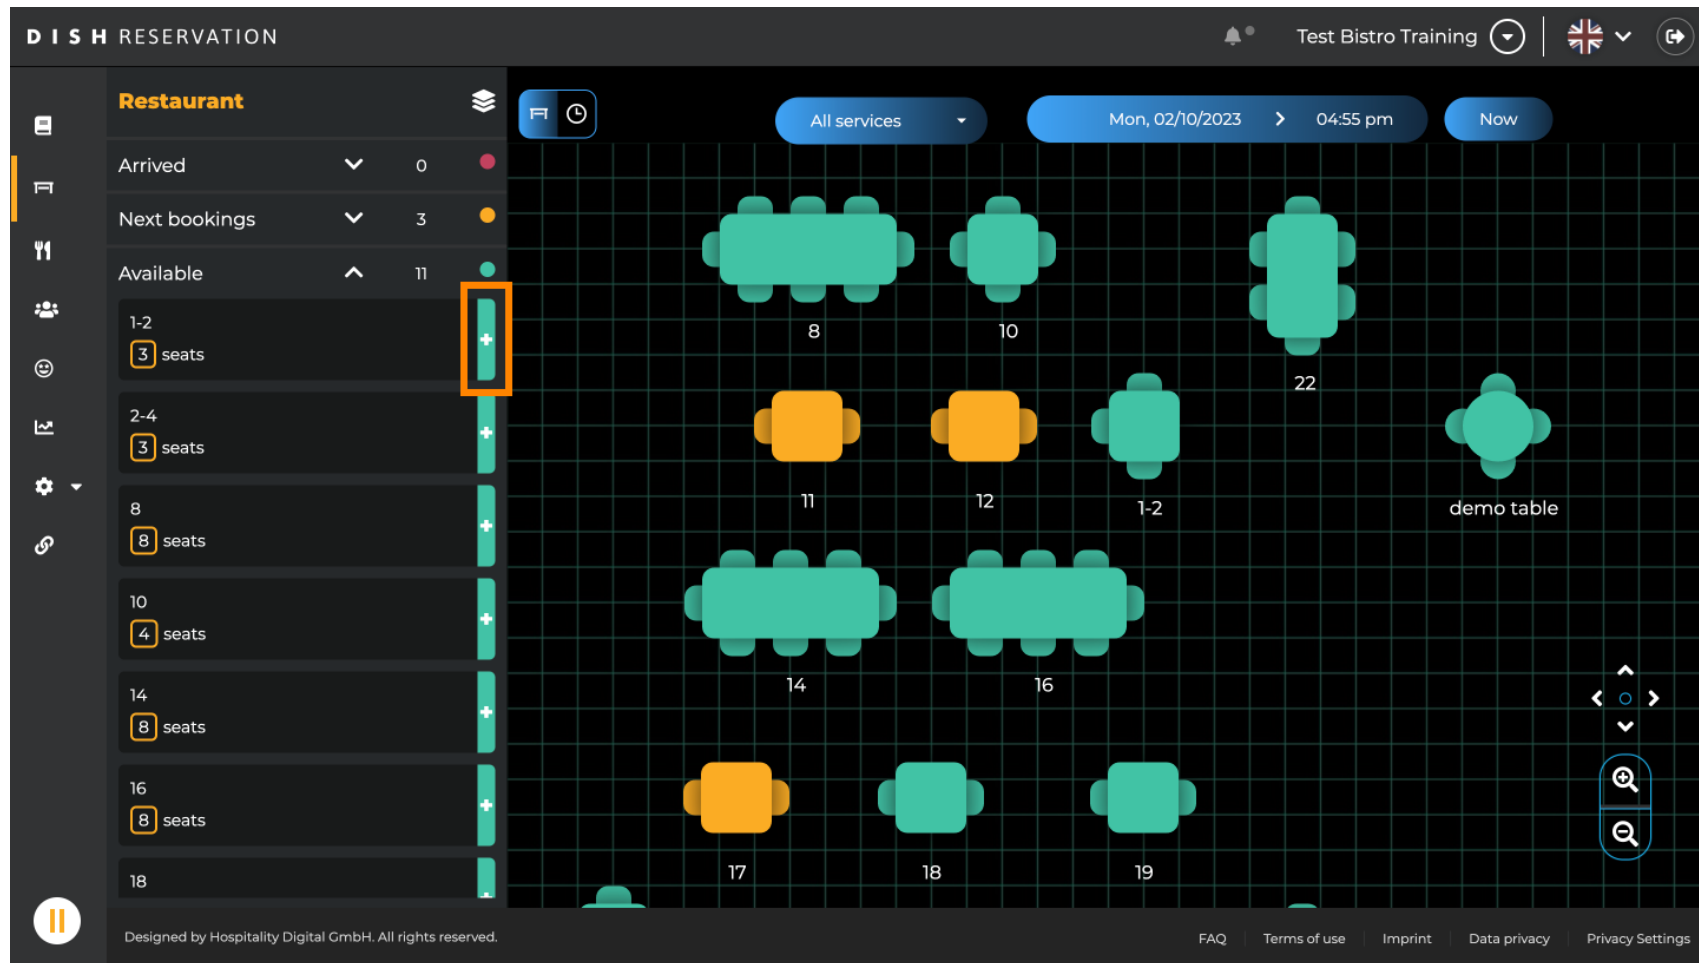 DISH RESERVATION
Test Bistro Training
Restaurant
All services
Mon, 02/10/2023
04:55 pm
Now
Arrived 0
Next bookings 3
Available 11
1-2
3 seats
2-4
3 seats
8
8 seats
10
4 seats
14
8 seats
16
8 seats
18
8
10
22
11
12
1-2
demo table
14
16
17
18
19
Designed by Hospitality Digital GmbH. All rights reserved.
FAQ
Terms of use
Imprint
Data privacy
Privacy Settings